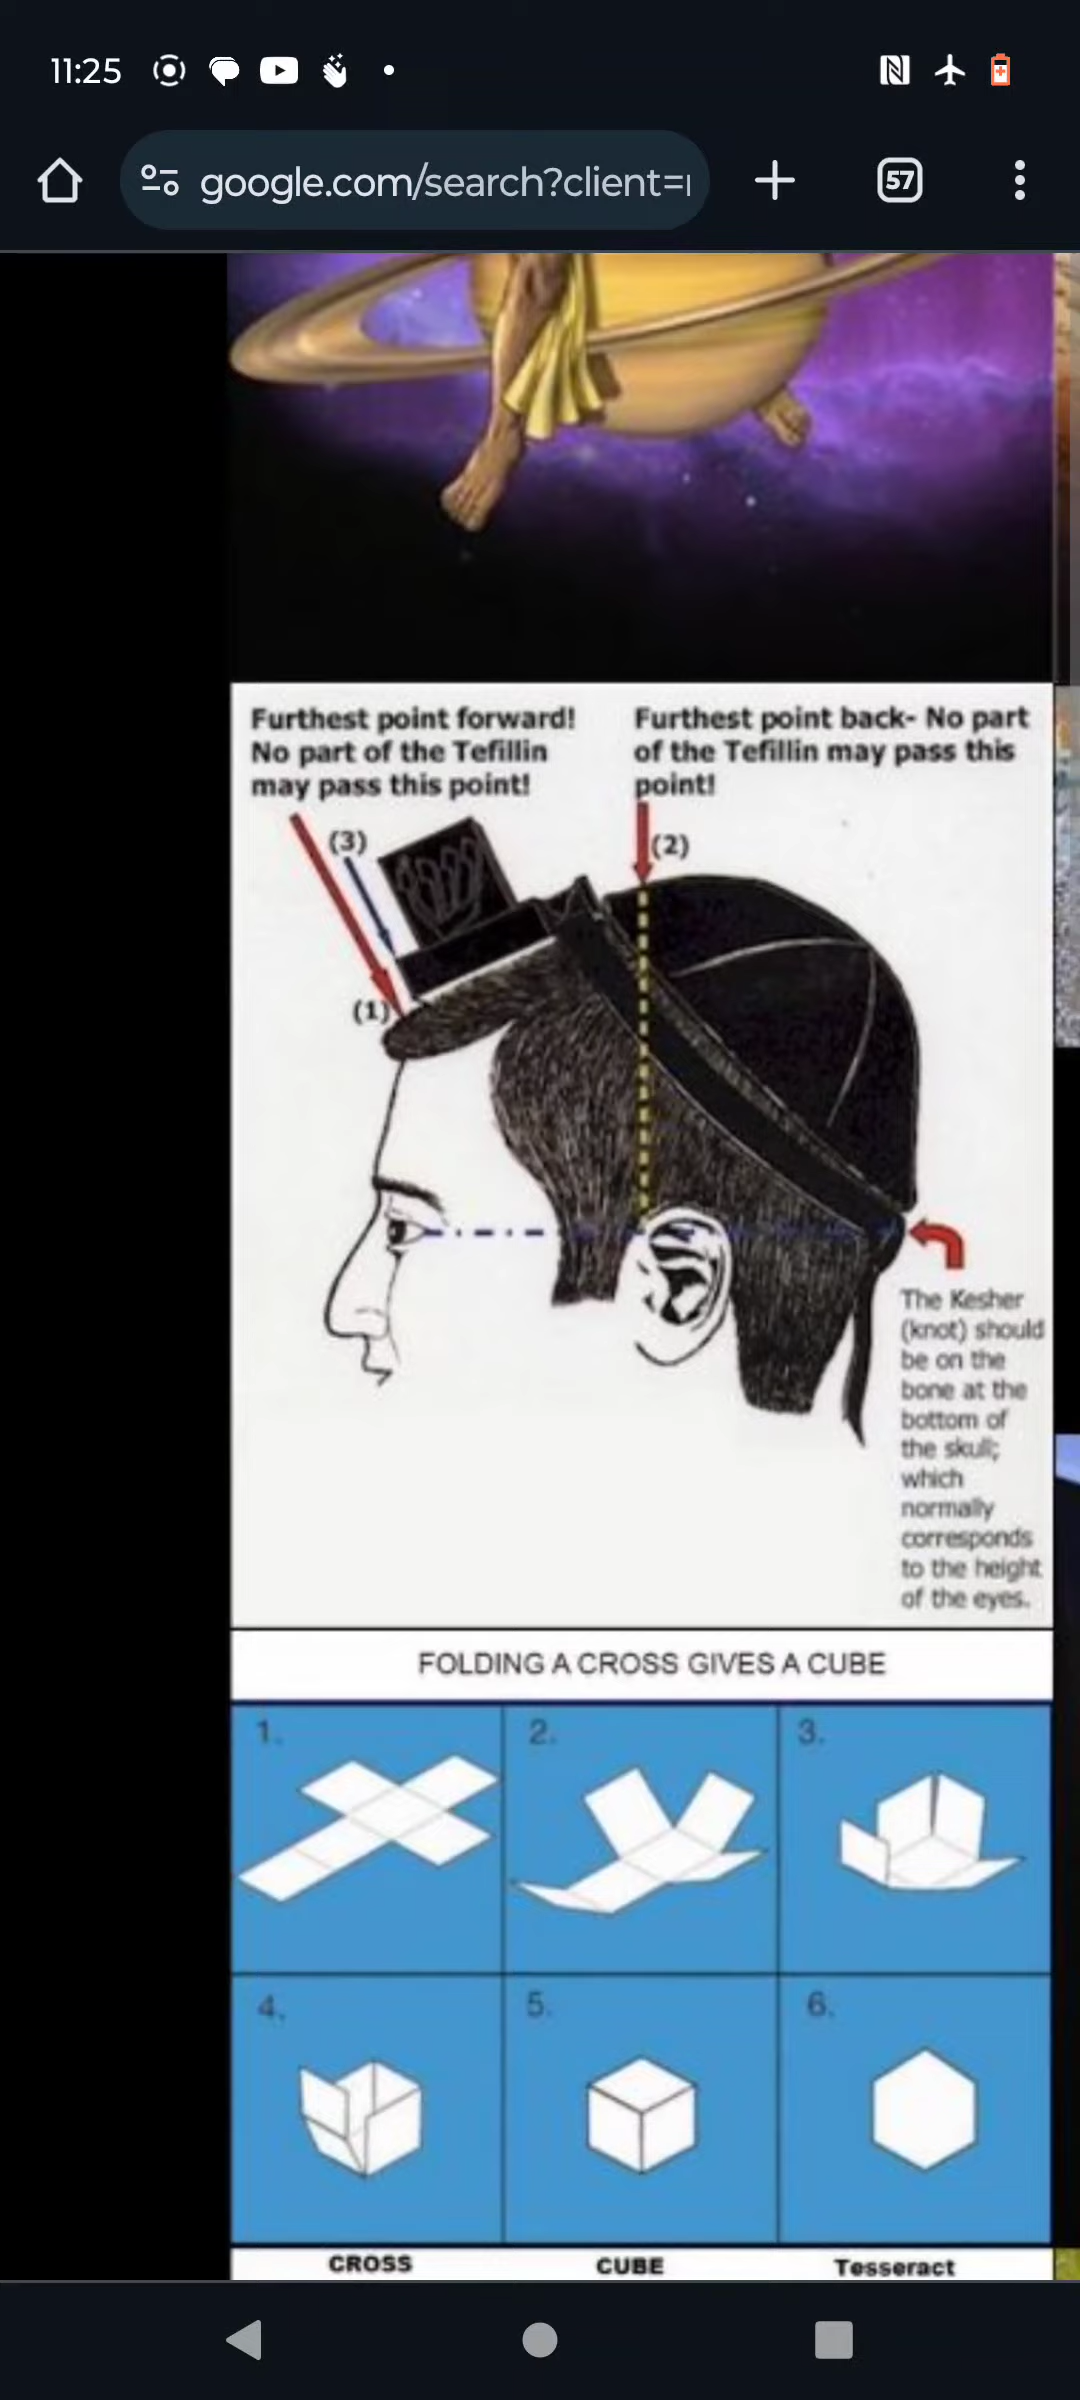 11:25
google.com/search?client=
57
Furthest point forward!
No part of the Tefillin
may pass this point!
Furthest point back- No part
of the Tefillin may pass this
point!
(3)
(2)
(1)
The Kesher
(knot) should
be on the
bone at the
bottom of
the skull;
which
normally
corresponds
to the height
of the eyes.
FOLDING A CROSS GIVES A CUBE
1.
2.
3.
4.
5.
6.
CROSS
CUBE
Tesseract